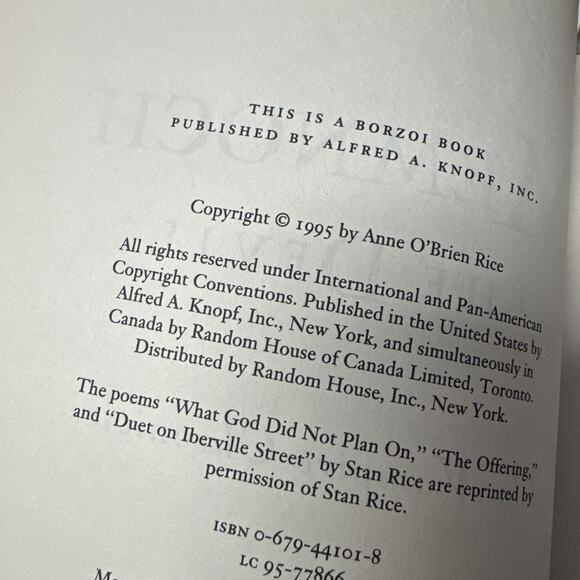 THIS IS A BORZOI BOOK
PUBLISHED BY ALFRED A. KNOPF, INC.
Copyright © 1995 by Anne O'Brien Rice
All rights reserved under International and Pan-American
Copyright Conventions. Published in the United States by
Alfred A. Knopf, Inc., New York, and simultaneously in
Canada by Random House of Canada Limited, Toronto.
Distributed by Random House, Inc., New York.
The poems “What God Did Not Plan On,” “The Offering,”
and “Duet on Iberville Street” by Stan Rice are reprinted by
permission of Stan Rice.
ISBN 0-679-44101-8
LC 95-77866